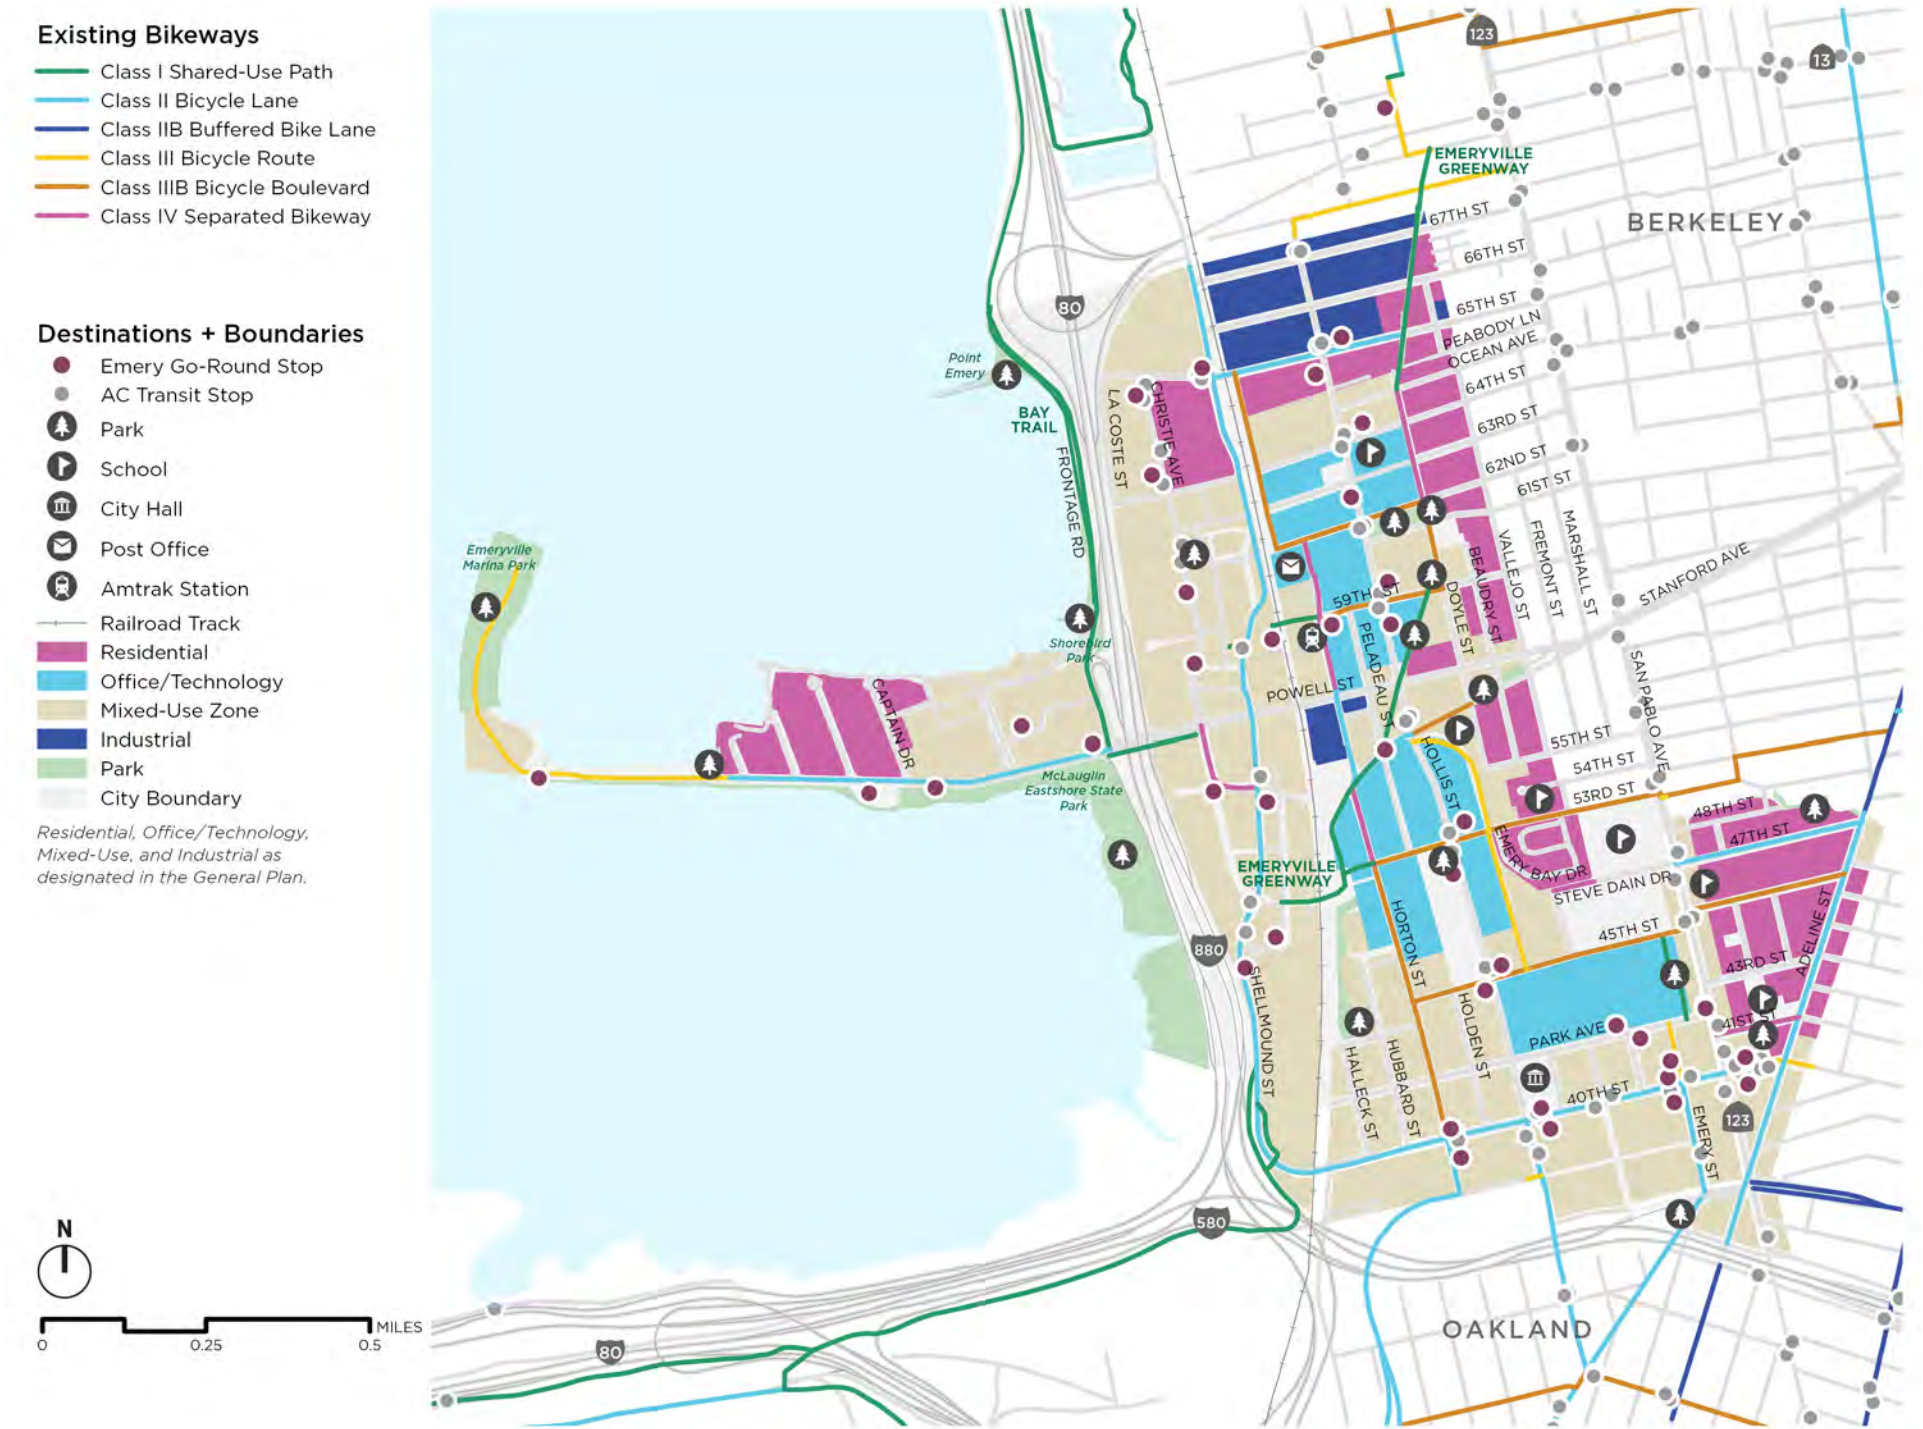 Existing Bikeways
Class I Shared-Use Path
Class II Bicycle Lane
Class IIB Buffered Bike Lane
Class III Bicycle Route
Class IIIB Bicycle Boulevard
Class IV Separated Bikeway
Destinations + Boundaries
Emery Go-Round Stop
AC Transit Stop
Park
School
City Hall
Post Office
Amtrak Station
Railroad Track
Residential
Office/Technology
Mixed-Use Zone
Industrial
Park
City Boundary
Residential, Office/Technology,
Mixed-Use, and Industrial as
designated in the General Plan.
N
0
0.25
0.5
MILES
123
13
EMERYVILLE
GREENWAY
BERKELEY
67TH ST
66TH ST
65TH ST
PEABODY LN
OCEAN AVE
64TH ST
63RD ST
62ND ST
61ST ST
80
Point
Emery
BAY
TRAIL
FRONTAGE RD
LA COSTE ST
CHRISTIE AVE
Emeryville
Marina Park
Shorebird
Park
59TH ST
BEAUDRY ST
DOYLE ST
VALLEJO ST
FREMONT ST
MARSHALL ST
STANFORD AVE
PELADEAU ST
POWELL ST
SAN PABLO AVE
CAPTAIN DR
McLaughlin
Eastshore State
Park
HOLLIS ST
55TH ST
54TH ST
53RD ST
48TH ST
47TH ST
EMERY BAY DR
STEVE DAIN DR
EMERYVILLE
GREENWAY
HORTON ST
45TH ST
43RD ST
ADELINE ST
41ST ST
880
SHELLMOUND ST
HOLDEN ST
PARK AVE
HALLECK ST
HUBBARD ST
40TH ST
EMERY ST
123
580
80
OAKLAND